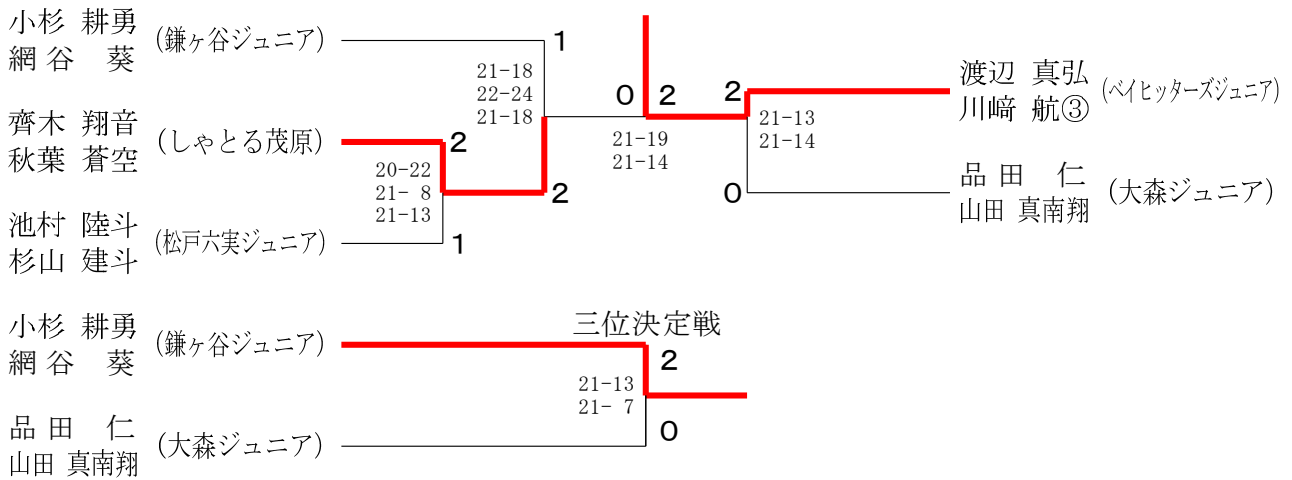 小杉 耕勇
網谷 葵
(鎌ヶ谷ジュニア)
1
21-18
22-24
21-18
齊木 翔音
秋葉 蒼空
(しゃとる茂原)
2
20-22
21- 8
21-13
2
池村 陸斗
杉山 建斗
(松戸六実ジュニア)
1
0 2
21-19
21-14
2
渡辺 真弘
川﨑 航③
(ベイヒッターズジュニア)
21-13
21-14
0
品田 仁
山田 真南翔
(大森ジュニア)
三位決定戦
小杉 耕勇
網谷 葵
(鎌ヶ谷ジュニア)
2
21-13
21- 7
0
品田 仁
山田 真南翔
(大森ジュニア)